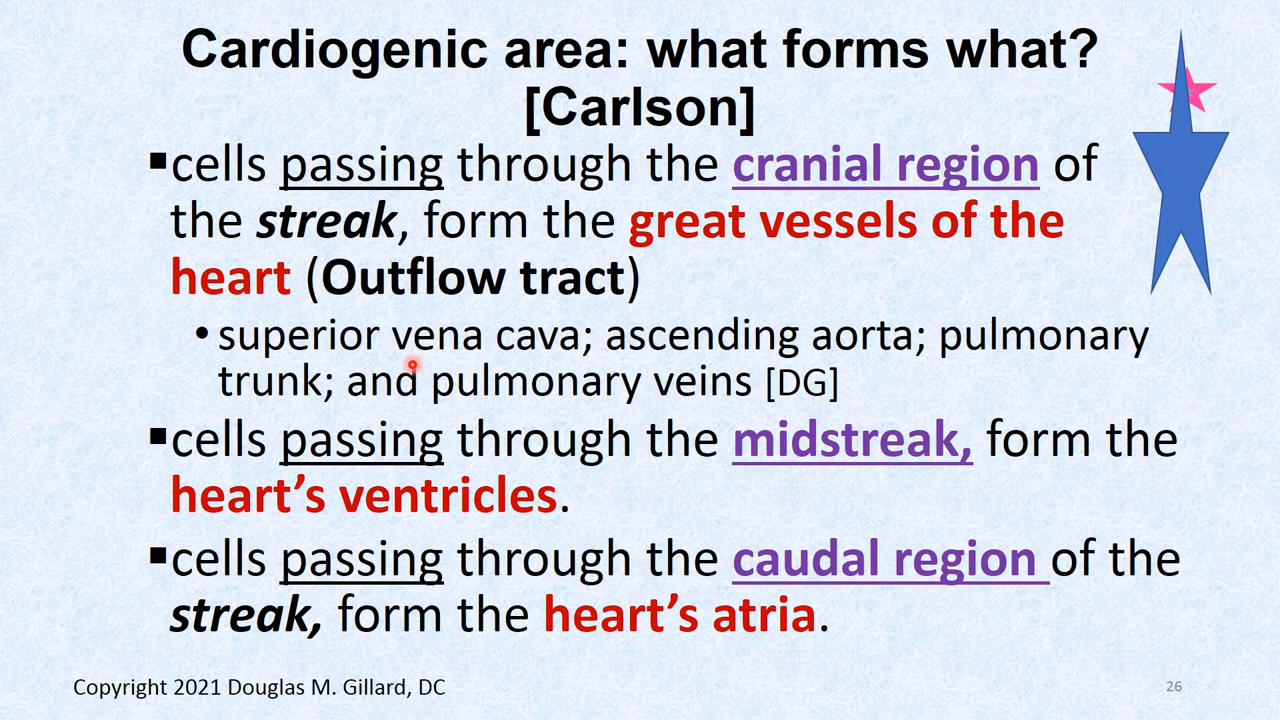 Cardiogenic area: what forms what?
[Carlson]
▪cells passing through the cranial region of
the streak, form the great vessels of the
heart (Outflow tract)
• superior vena cava; ascending aorta; pulmonary
trunk; and pulmonary veins [DG]
▪cells passing through the midstreak, form the
heart’s ventricles.
▪cells passing through the caudal region of the
streak, form the heart’s atria.
Copyright 2021 Douglas M. Gillard, DC
26